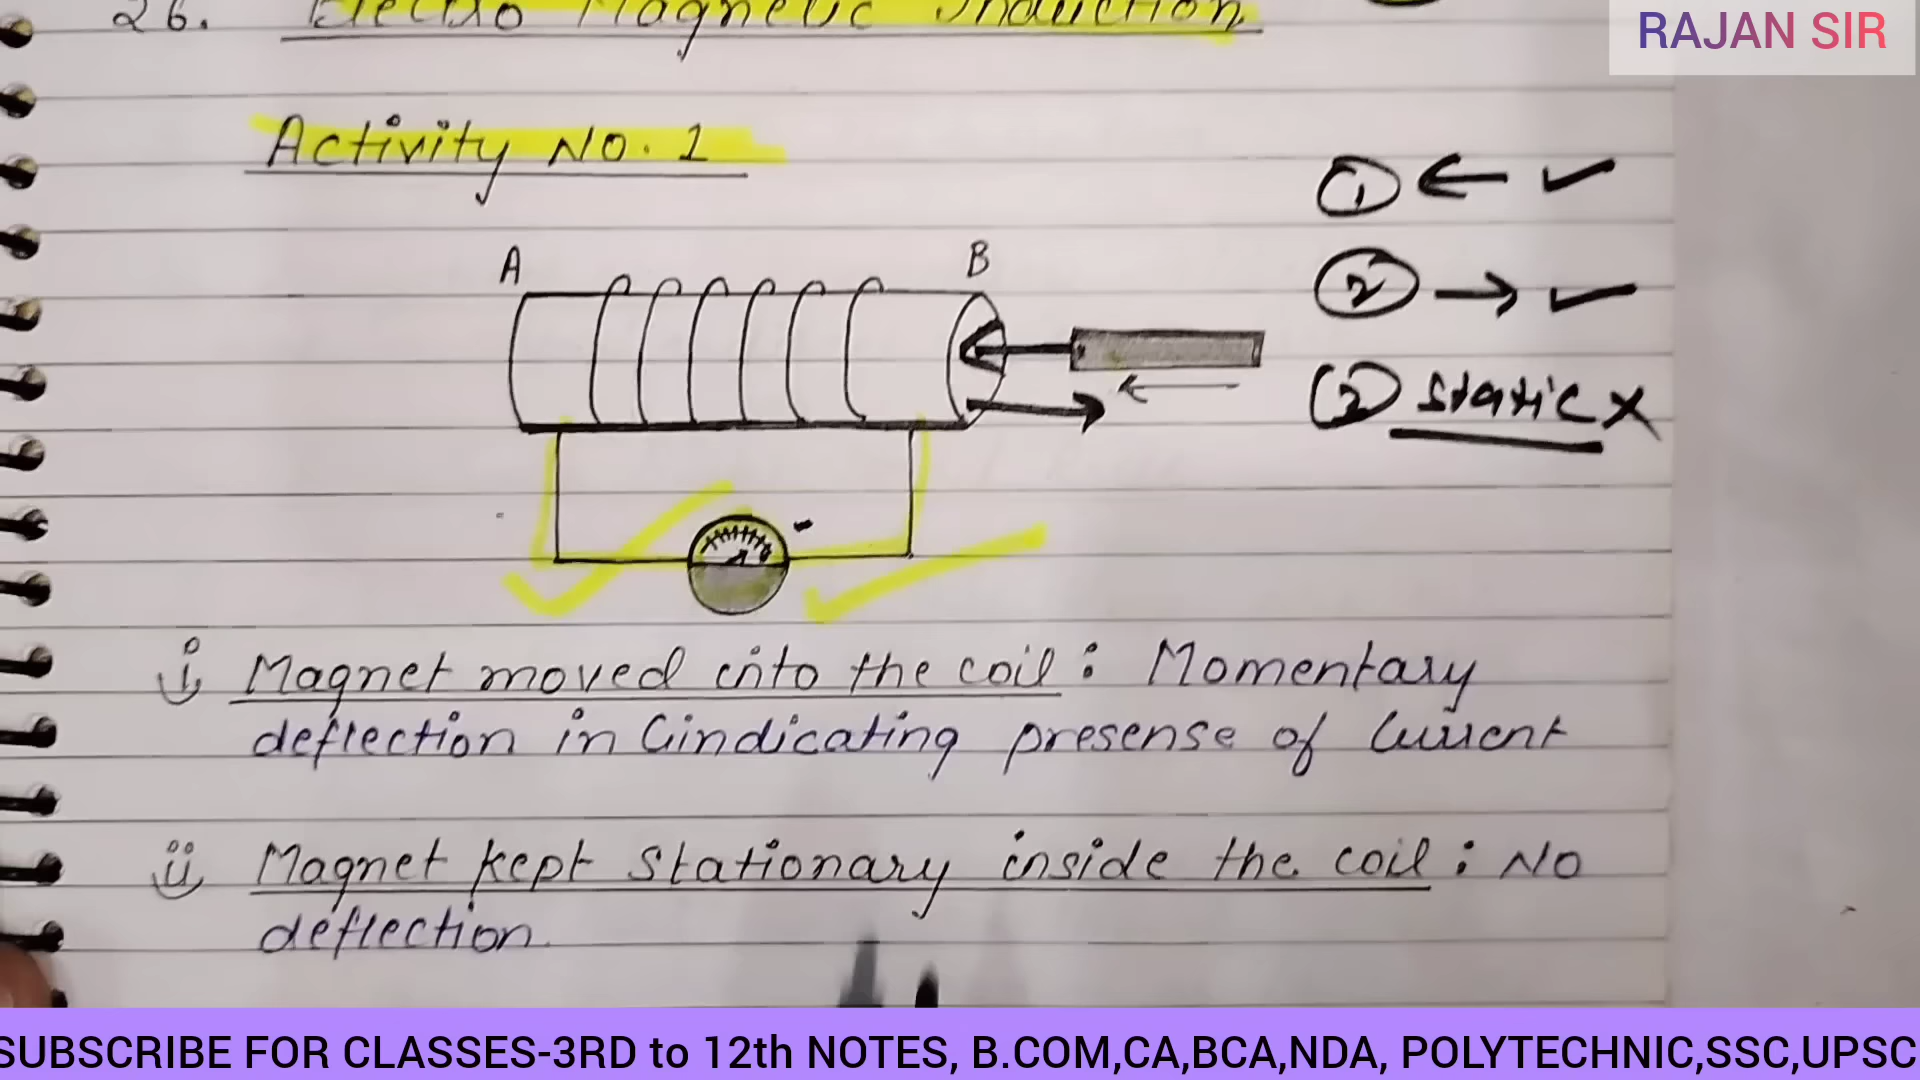 RAJAN SIR
26. Electro Magnetic Induction
Activity NO. 1
A B
① ← ✓
② → ✓
(3) static ×
i Magnet moved into the coil : Momentary
deflection in G indicating presense of Current
ii Magnet kept Stationary inside the coil : NO
deflection.
SUBSCRIBE FOR CLASSES-3RD to 12th NOTES, B.COM,CA,BCA,NDA, POLYTECHNIC,SSC,UPSC